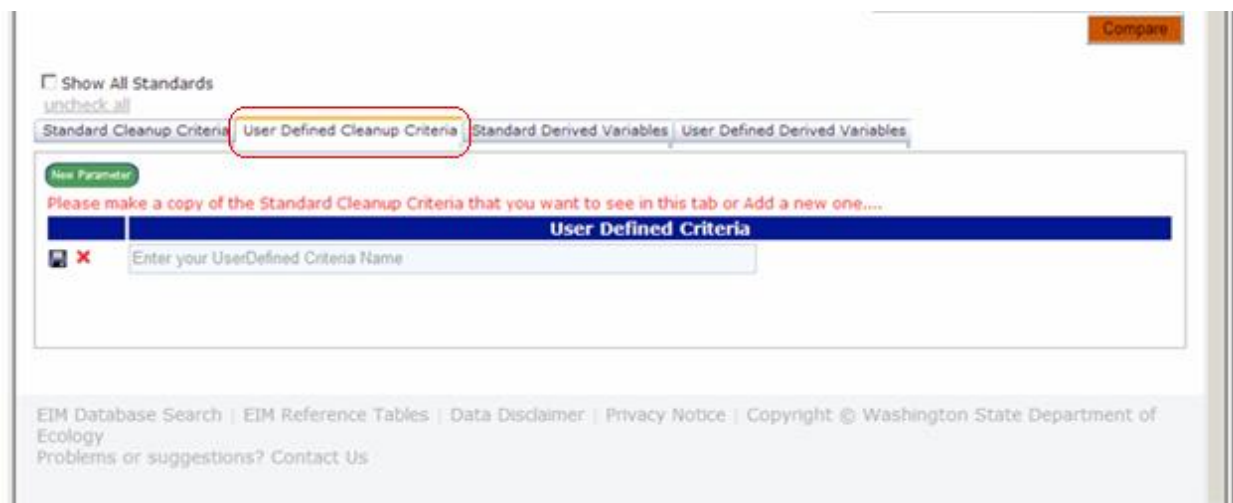 Compare
Show All Standards
uncheck all
Standard Cleanup Criteria User Defined Cleanup Criteria Standard Derived Variables User Defined Derived Variables
New Parameter
Please make a copy of the Standard Cleanup Criteria that you want to see in this tab or Add a new one....
User Defined Criteria
Enter your UserDefined Criteria Name
EIM Database Search | EIM Reference Tables | Data Disclaimer | Privacy Notice | Copyright © Washington State Department of
Ecology
Problems or suggestions? Contact Us